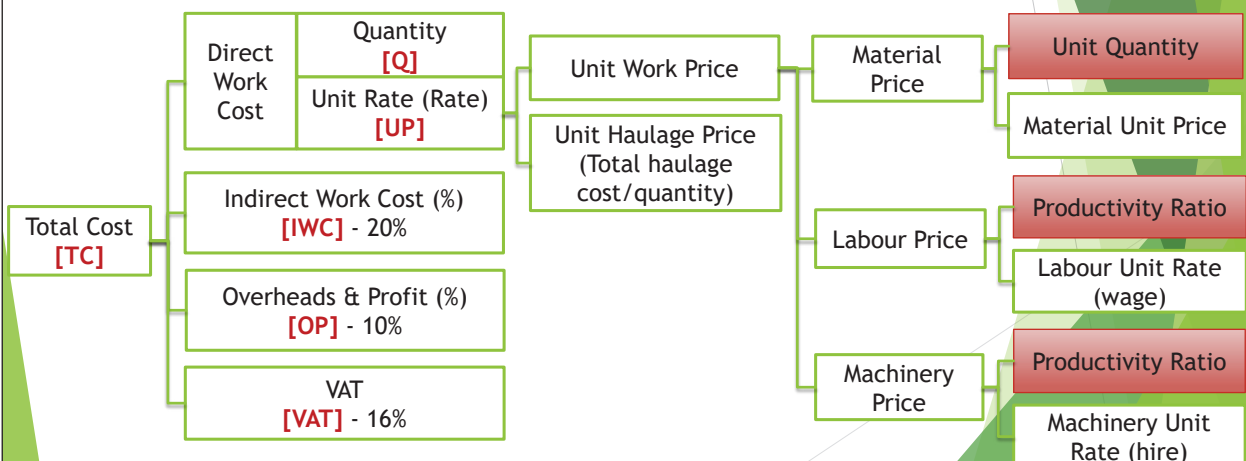 Total Cost
[TC]
Direct
Work
Cost
Quantity
[Q]
Unit Rate (Rate)
[UP]
Indirect Work Cost (%)
[IWC] - 20%
Overheads & Profit (%)
[OP] - 10%
VAT
[VAT] - 16%
Unit Work Price
Unit Haulage Price
(Total haulage
cost/quantity)
Material
Price
Labour Price
Machinery
Price
Unit Quantity
Material Unit Price
Productivity Ratio
Labour Unit Rate
(wage)
Productivity Ratio
Machinery Unit
Rate (hire)